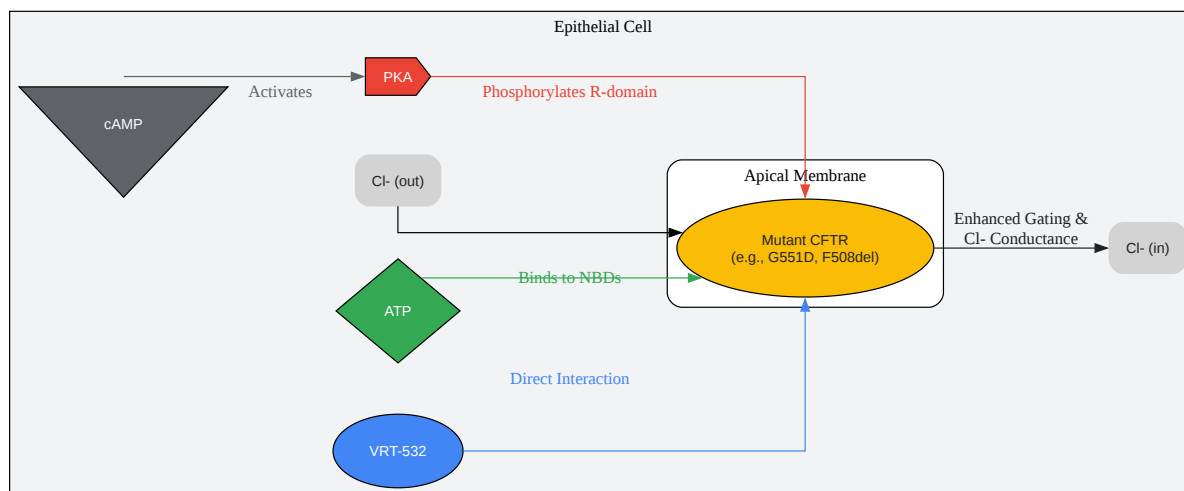 Epithelial Cell
PKA
Activates
Phosphorylates R-domain
cAMP
Cl- (out)
Apical Membrane
Mutant CFTR
(e.g., G551D, F508del)
Enhanced Gating &
Cl- Conductance
Cl- (in)
Binds to NBDs
ATP
Direct Interaction
VRT-532